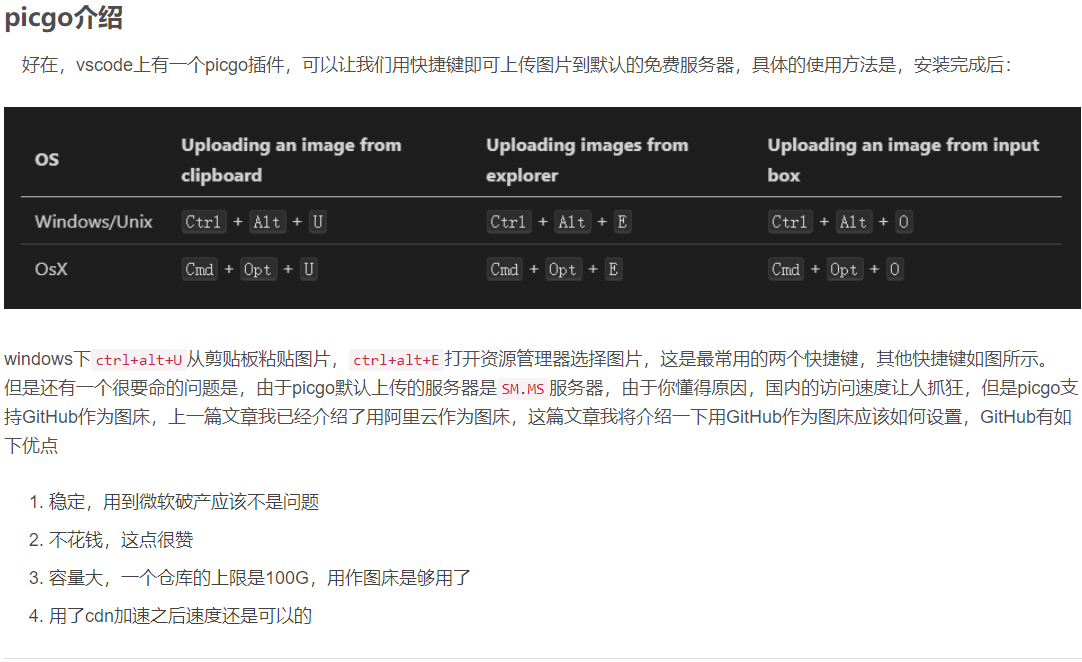 picgo介绍
好在，vscode上有一个picgo插件，可以让我们用快捷键即可上传图片到默认的免费服务器，具体的使用方法是，安装完成后：
OS Uploading an image from clipboard Uploading images from explorer Uploading an image from input box
Windows/Unix Ctrl + Alt + U Ctrl + Alt + E Ctrl + Alt + O
OsX Cmd + Opt + U Cmd + Opt + E Cmd + Opt + O
windows下ctrl+alt+U从剪贴板粘贴图片，ctrl+alt+E打开资源管理器选择图片，这是最常用的两个快捷键，其他快捷键如图所示。
但是还有一个很要命的问题是，由于picgo默认上传的服务器是SM.MS服务器，由于你懂得原因，国内的访问速度让人抓狂，但是picgo支
持GitHub作为图床，上一篇文章我已经介绍了用阿里云作为图床，这篇文章我将介绍一下用GitHub作为图床应该如何设置，GitHub有如
下优点
1. 稳定，用到微软破产应该不是问题
2. 不花钱，这点很赞
3. 容量大，一个仓库的上限是100G，用作图床是够用了
4. 用了cdn加速之后速度还是可以的